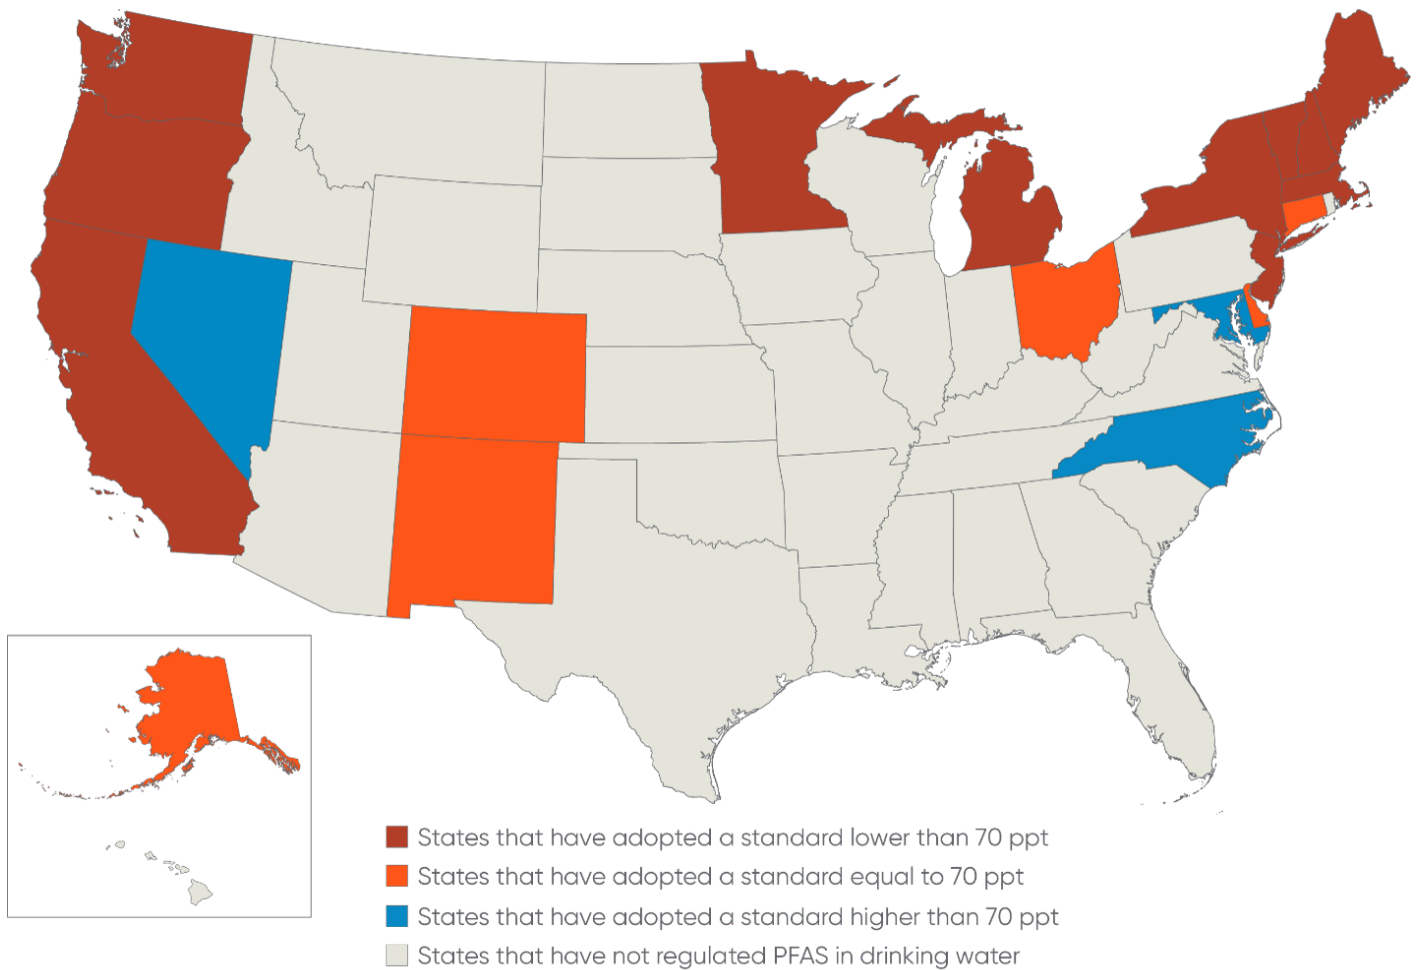 States that have adopted a standard lower than 70 ppt
States that have adopted a standard equal to 70 ppt
States that have adopted a standard higher than 70 ppt
States that have not regulated PFAS in drinking water